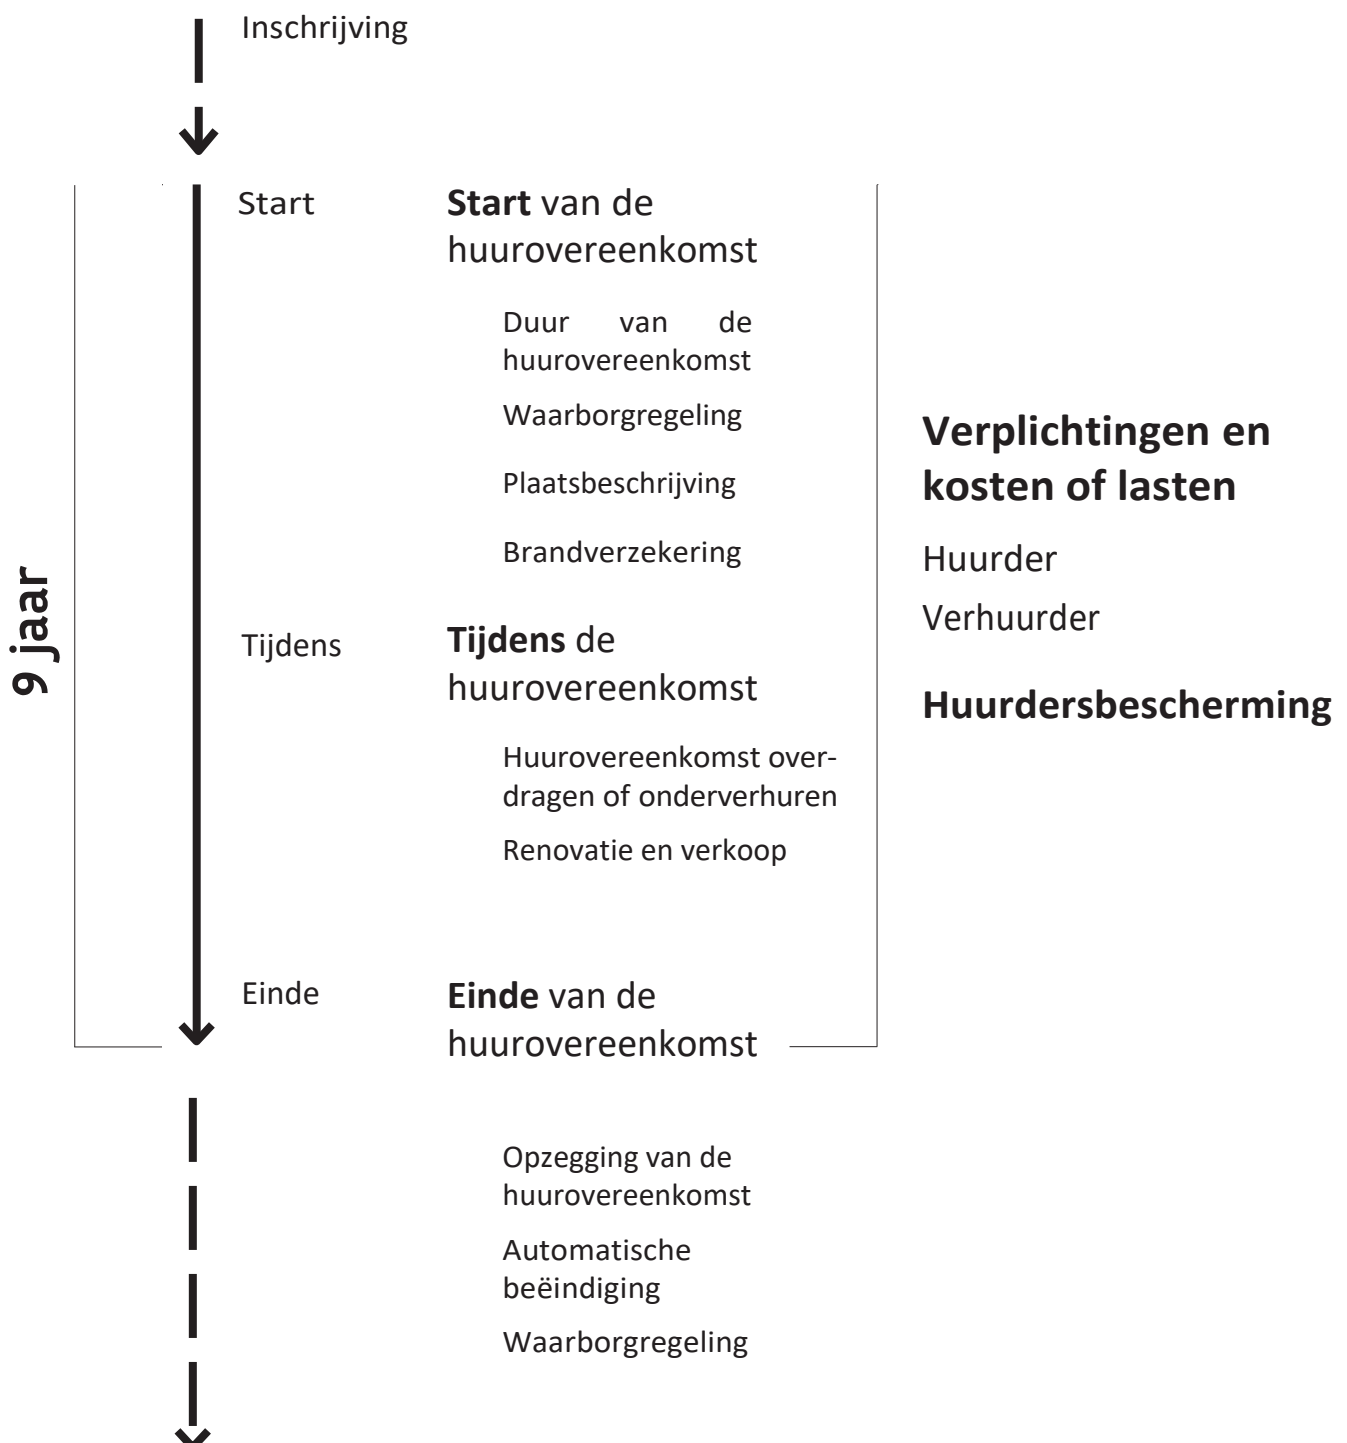 Inschrijving
9 jaar
Start
Start van de
huurovereenkomst
Duur van de
huurovereenkomst
Waarborgregeling
Plaatsbeschrijving
Brandverzekering
Tijdens
Tijdens de
huurovereenkomst
Huurovereenkomst over-
dragen of onderverhuren
Renovatie en verkoop
Einde
Einde van de
huurovereenkomst
Opzegging van de
huurovereenkomst
Automatische
beëindiging
Waarborgregeling
Verplichtingen en
kosten of lasten
Huurder
Verhuurder
Huurdersbescherming